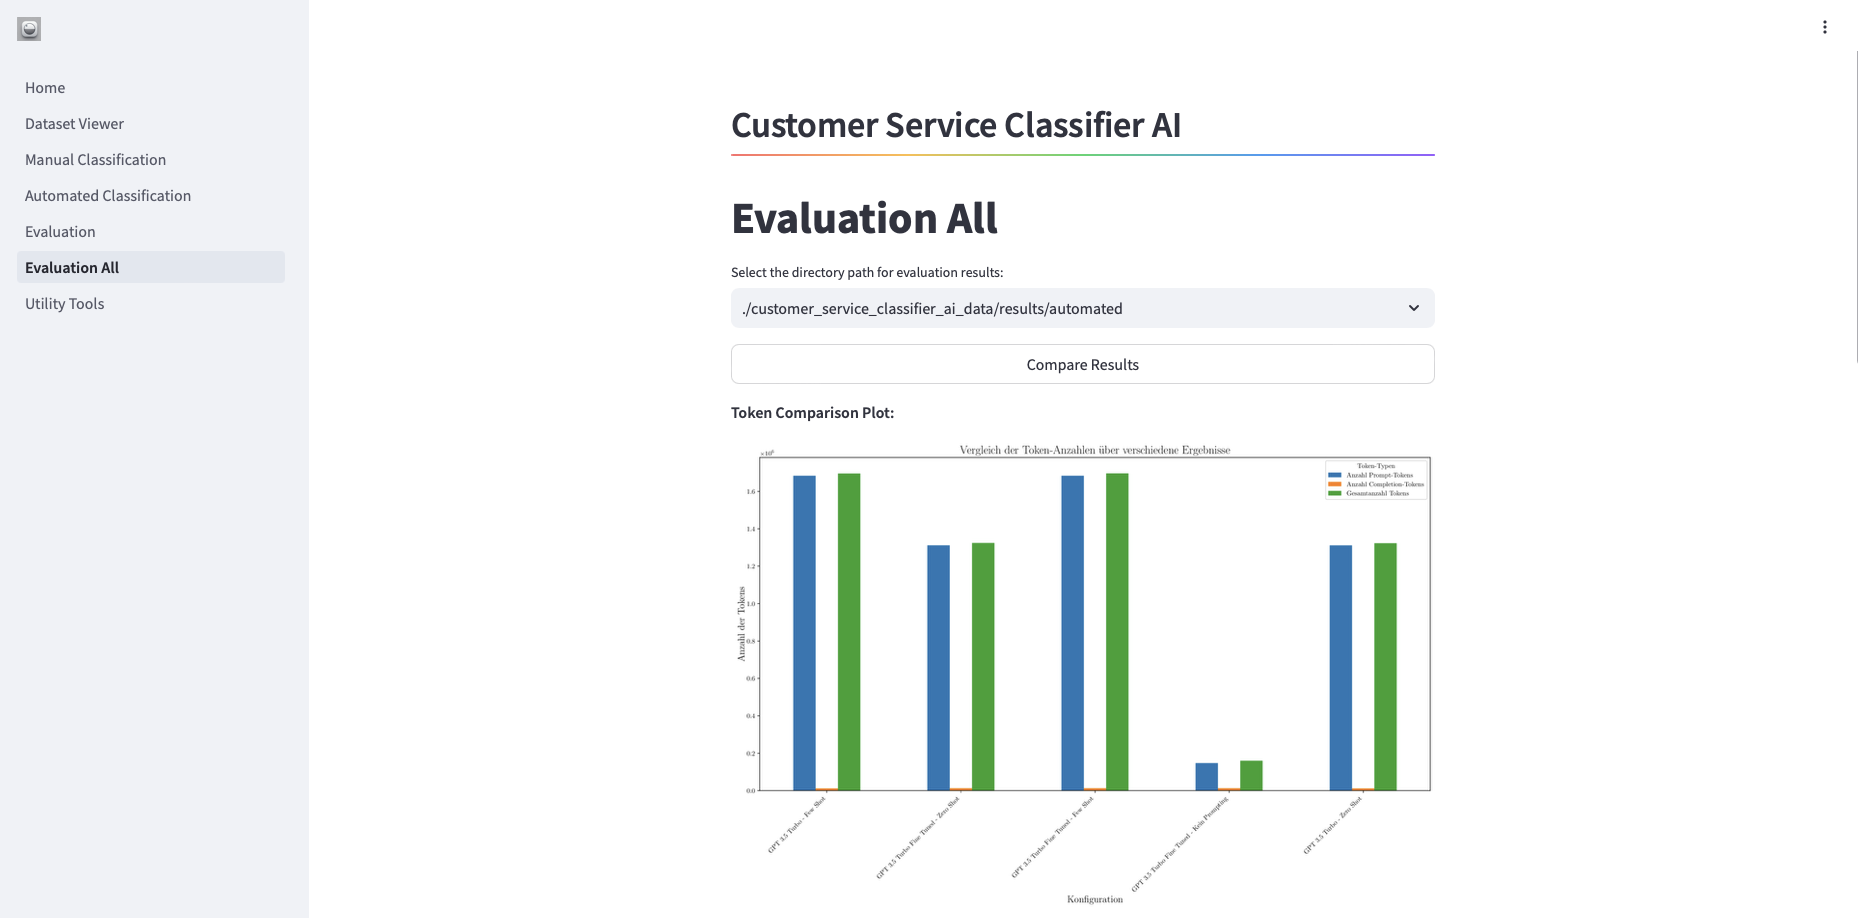 Home
Dataset Viewer
Manual Classification
Automated Classification
Evaluation
Evaluation All
Utility Tools
Customer Service Classifier AI
Evaluation All
Select the directory path for evaluation results:
./customer_service_classifier_ai_data/results/automated
Compare Results
Token Comparison Plot:
Vergleich der Token-Anzahlen über verschiedene Ergebnisse
×10⁶
Token-Typen
Anzahl Prompt-Tokens
Anzahl Completion-Tokens
Gesamtanzahl Tokens
1.6
1.4
1.2
1.0
0.8
0.6
0.4
0.2
0.0
Anzahl der Tokens
GPT 3.5 Turbo - Few Shot
GPT 3.5 Turbo Fine Tuned - Zero Shot
GPT 3.5 Turbo Fine Tuned - Few Shot
GPT 3.5 Turbo Fine Tuned - Kein Prompting
GPT 3.5 Turbo - Zero Shot
Konfiguration